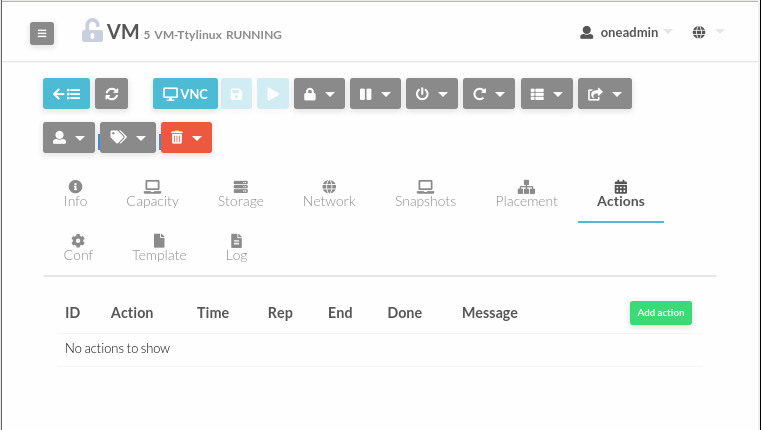 VM 5 VM-Ttylinux RUNNING
oneadmin
VNC
Info Capacity Storage Network Snapshots Placement Actions
Conf Template Log
ID Action Time Rep End Done Message Add action
No actions to show